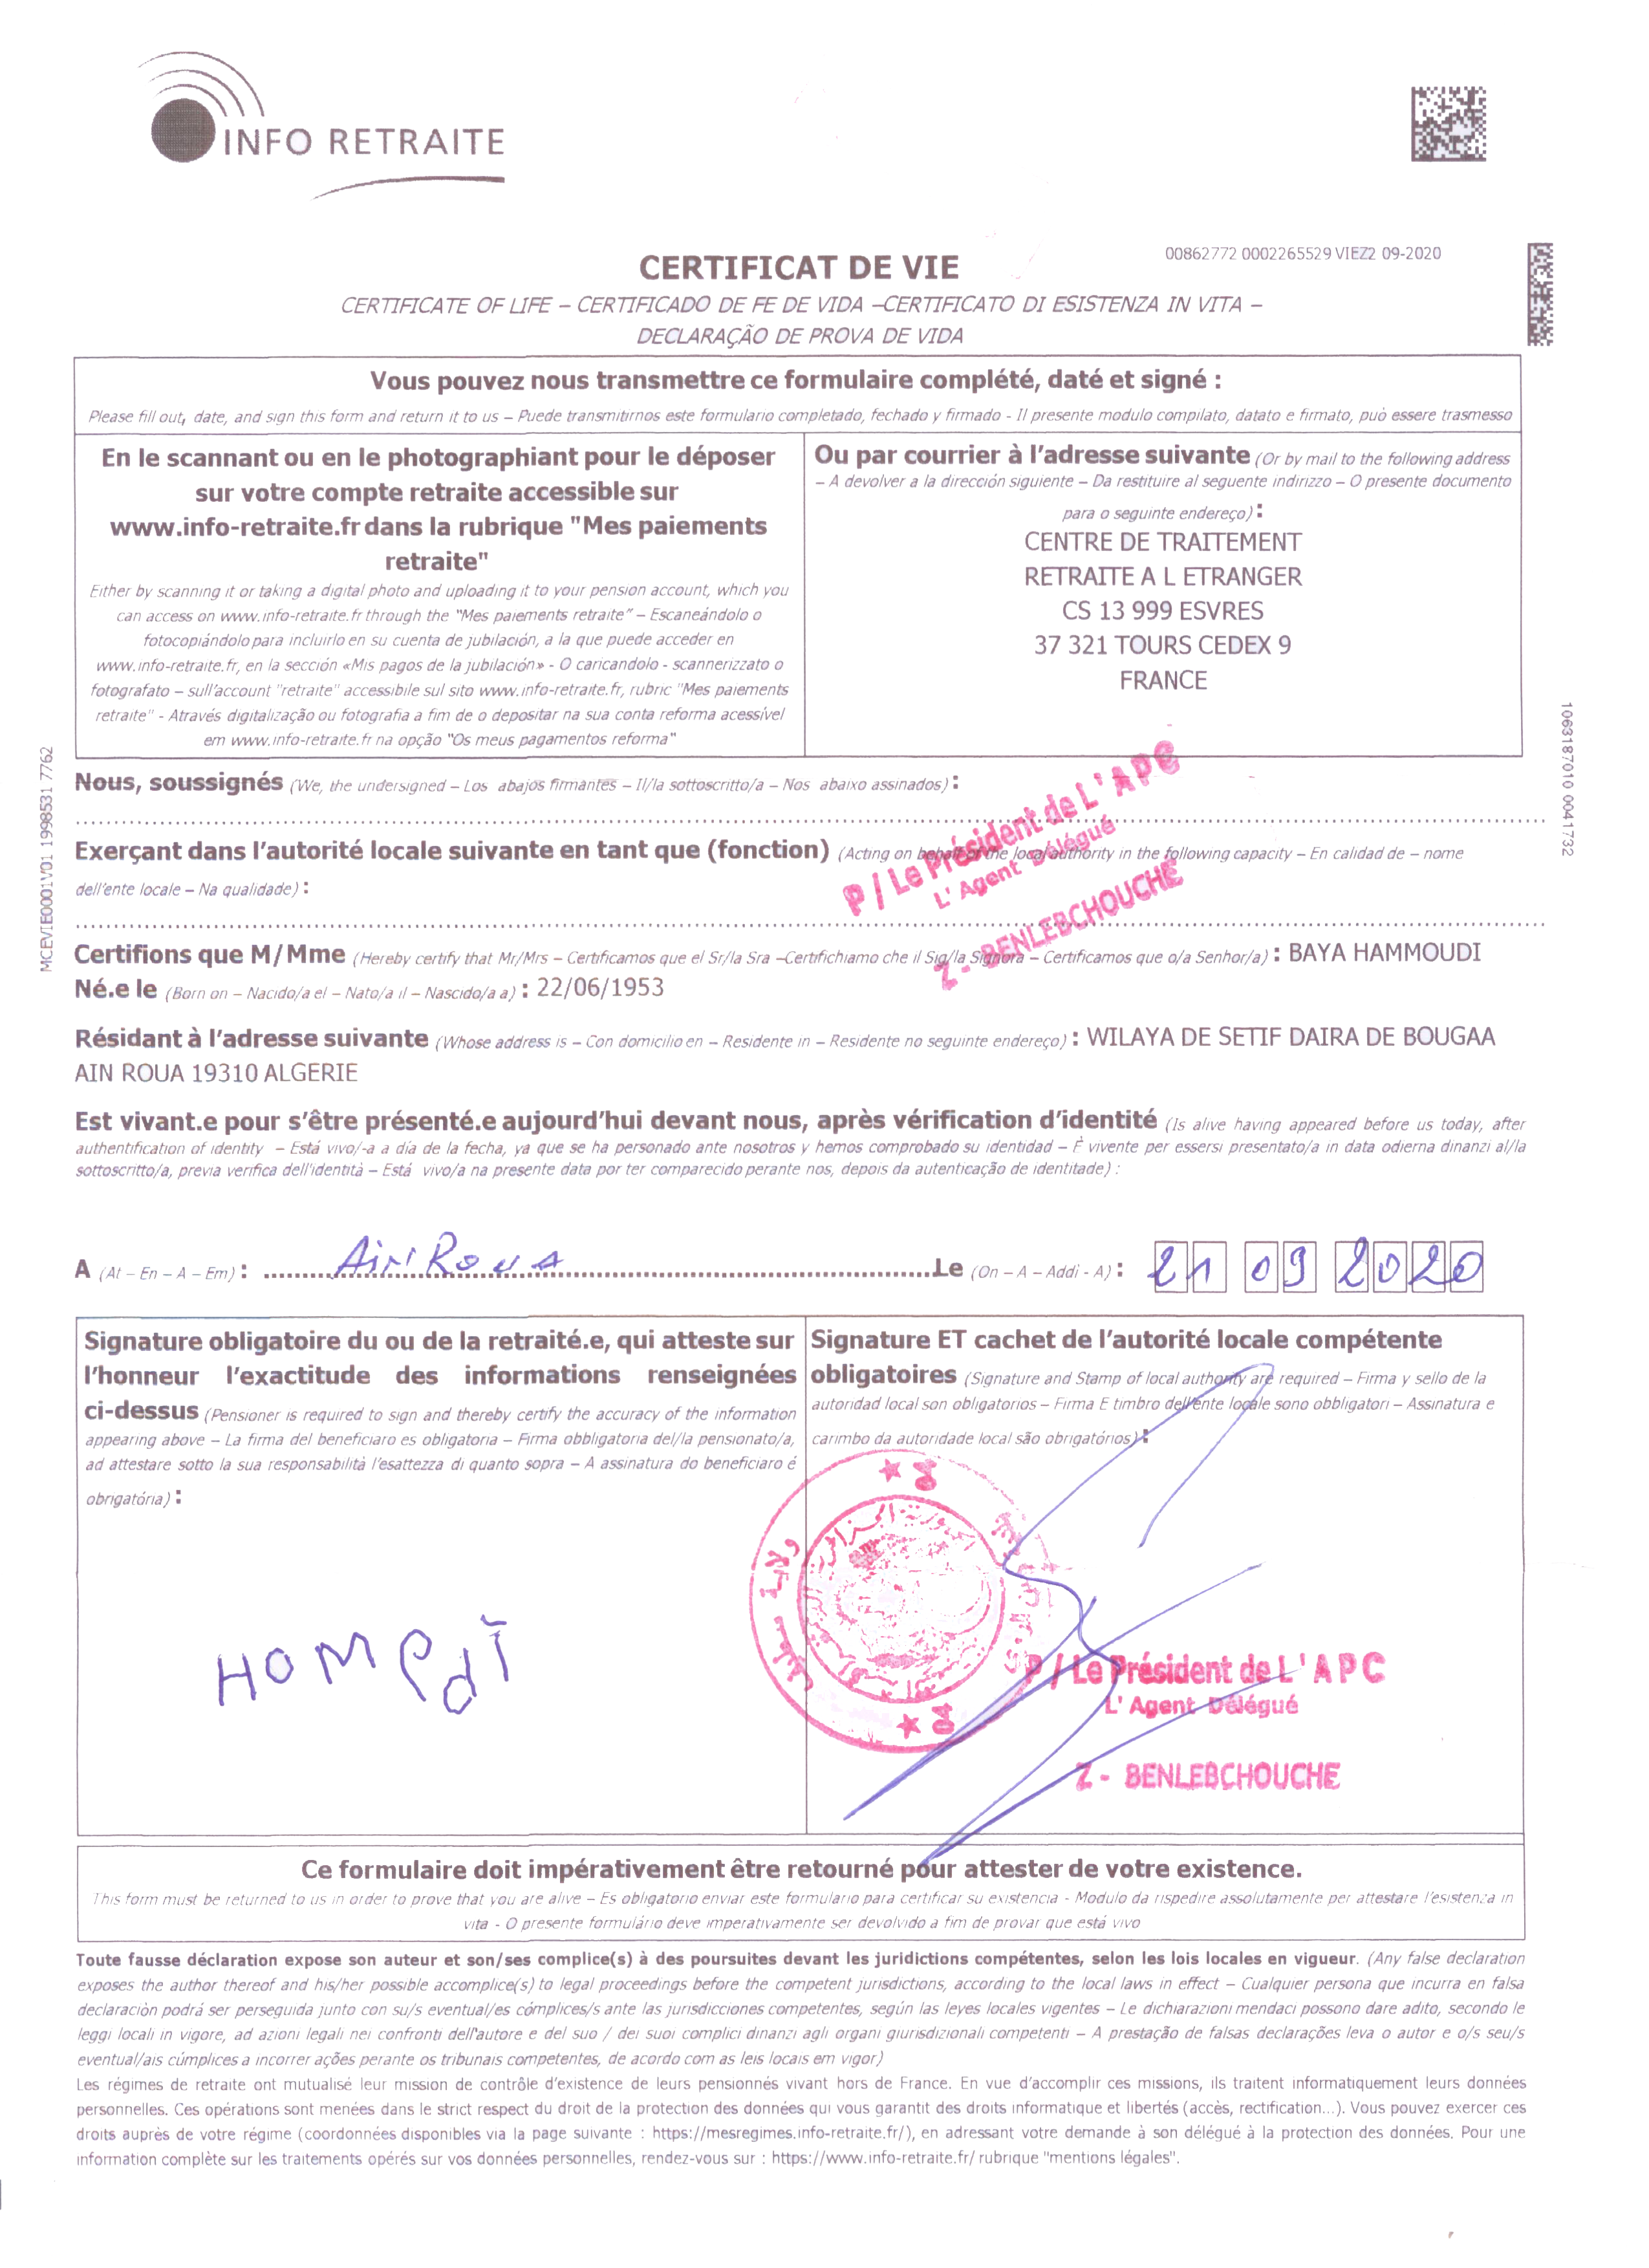 INFO RETRAITE
00862772 0002265529 VIEZ2 09-2020
CERTIFICAT DE VIE
CERTIFICATE OF LIFE – CERTIFICADO DE FE DE VIDA –CERTIFICATO DI ESISTENZA IN VITA –
DECLARAÇÃO DE PROVA DE VIDA
Vous pouvez nous transmettre ce formulaire complété, daté et signé :
Please fill out, date, and sign this form and return it to us – Puede transmitirnos este formulario completado, fechado y firmado - Il presente modulo compilato, datato e firmato, può essere trasmesso
En le scannant ou en le photographiant pour le déposer
sur votre compte retraite accessible sur
www.info-retraite.fr dans la rubrique "Mes paiements
retraite"
Either by scanning it or taking a digital photo and uploading it to your pension account, which you
can access on www.info-retraite.fr through the "Mes paiements retraite" – Escaneándolo o
fotocopiándolo para incluirlo en su cuenta de jubilación, a la que puede acceder en
www.info-retraite.fr, en la sección «Mis pagos de la jubilación» - O caricandolo - scannerizzato o
fotografato – sull'account "retraite" accessibile sul sito www.info-retraite.fr, rubric "Mes paiements
retraite" - Através digitalização ou fotografia a fim de o depositar na sua conta reforma acessível
em www.info-retraite.fr na opção "Os meus pagamentos reforma"
Ou par courrier à l'adresse suivante (Or by mail to the following address
– A devolver a la dirección siguiente – Da restituire al seguente indirizzo – O presente documento
para o seguinte endereço) :
CENTRE DE TRAITEMENT
RETRAITE A L ETRANGER
CS 13 999 ESVRES
37 321 TOURS CEDEX 9
FRANCE
MCEVIE0001V01 1998531 7762
1063187010 0041732
Nous, soussignés (We, the undersigned – Los abajos firmantes – Il/la sottoscritto/a – Nos abaixo assinados) :
P / Le Président de L' APC
L' Agent Délégué
Z - BENLEBCHOUCHE
Exerçant dans l'autorité locale suivante en tant que (fonction) (Acting on behalf of the local authority in the following capacity – En calidad de – nome
dell'ente locale – Na qualidade) :
Certifions que M/Mme (Hereby certify that Mr/Mrs – Certificamos que el Sr/la Sra –Certifichiamo che il Sig/la Signora – Certificamos que o/a Senhor/a) : BAYA HAMMOUDI
Né.e le (Born on – Nacido/a el – Nato/a il – Nascido/a a) : 22/06/1953
Résidant à l'adresse suivante (Whose address is – Con domicilio en – Residente in – Residente no seguinte endereço) : WILAYA DE SETIF DAIRA DE BOUGAA
AIN ROUA 19310 ALGERIE
Est vivant.e pour s'être présenté.e aujourd'hui devant nous, après vérification d'identité (Is alive having appeared before us today, after
authentification of identity – Está vivo/-a a día de la fecha, ya que se ha personado ante nosotros y hemos comprobado su identidad – È vivente per essersi presentato/a in data odierna dinanzi al/la
sottoscritto/a, previa verifica dell'identità – Está vivo/a na presente data por ter comparecido perante nos, depois da autenticação de identidade) :
A (At – En – A – Em) : AiN ROUA Le (On – A – Addi - A) : 21 09 2020
Signature obligatoire du ou de la retraité.e, qui atteste sur
l'honneur l'exactitude des informations renseignées
ci-dessus (Pensioner is required to sign and thereby certify the accuracy of the information
appearing above – La firma del beneficiaro es obligatoria – Firma obbligatoria del/la pensionato/a,
ad attestare sotto la sua responsabilità l'esattezza di quanto sopra – A assinatura do beneficiaro é
obrigatória) :
Signature ET cachet de l'autorité locale compétente
obligatoires (Signature and Stamp of local authority are required – Firma y sello de la
autoridad local son obligatorios – Firma E timbro dell'ente locale sono obbligatori – Assinatura e
carimbo da autoridade local são obrigatórios) :
P / Le Président de L' APC
L' Agent Délégué
Z - BENLEBCHOUCHE
Ce formulaire doit impérativement être retourné pour attester de votre existence.
This form must be returned to us in order to prove that you are alive – Es obligatorio enviar este formulario para certificar su existencia - Modulo da rispedire assolutamente per attestare l'esistenza in
vita - O presente formulário deve imperativamente ser devolvido a fim de provar que está vivo
Toute fausse déclaration expose son auteur et son/ses complice(s) à des poursuites devant les juridictions compétentes, selon les lois locales en vigueur. (Any false declaration
exposes the author thereof and his/her possible accomplice(s) to legal proceedings before the competent jurisdictions, according to the local laws in effect – Cualquier persona que incurra en falsa
declaración podrá ser perseguida junto con su/s eventual/es cómplices/s ante las jurisdicciones competentes, según las leyes locales vigentes – Le dichiarazioni mendaci possono dare adito, secondo le
leggi locali in vigore, ad azioni legali nei confronti dell'autore e del suo / dei suoi complici dinanzi agli organi giurisdizionali competenti – A prestação de falsas declarações leva o autor e o/s seu/s
eventual/ais cúmplices a incorrer ações perante os tribunais competentes, de acordo com as leis locais em vigor)
Les régimes de retraite ont mutualisé leur mission de contrôle d'existence de leurs pensionnés vivant hors de France. En vue d'accomplir ces missions, ils traitent informatiquement leurs données
personnelles. Ces opérations sont menées dans le strict respect du droit de la protection des données qui vous garantit des droits informatique et libertés (accès, rectification...). Vous pouvez exercer ces
droits auprès de votre régime (coordonnées disponibles via la page suivante : https://mesregimes.info-retraite.fr/), en adressant votre demande à son délégué à la protection des données. Pour une
information complète sur les traitements opérés sur vos données personnelles, rendez-vous sur : https://www.info-retraite.fr/ rubrique "mentions légales".